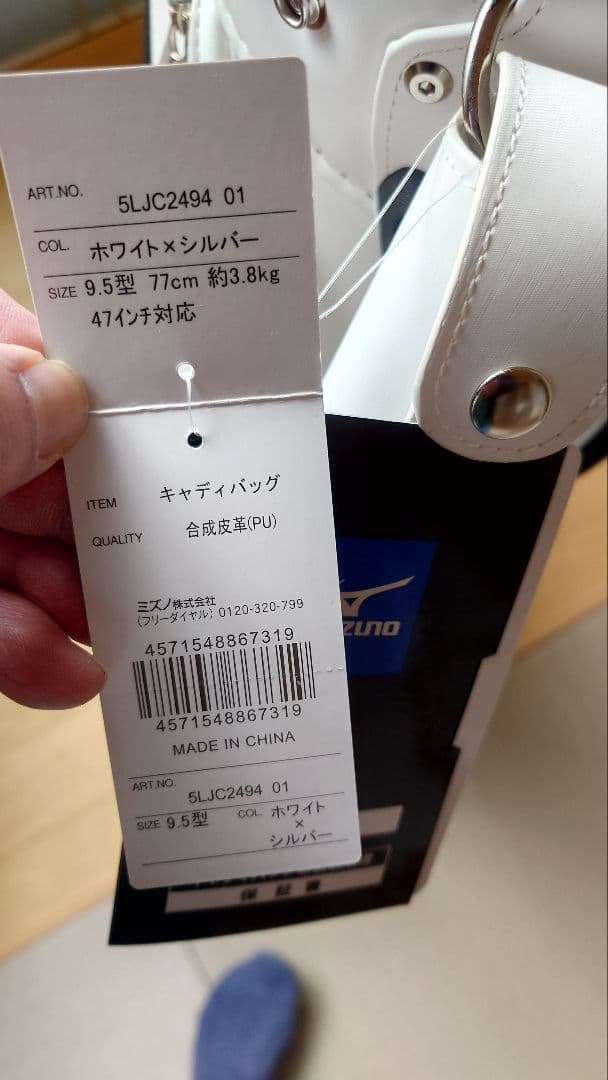 ART.NO. 5LJC2494 01
COL. ホワイト×シルバー
SIZE 9.5型 77cm 約3.8kg
47インチ対応
ITEM キャディバッグ
QUALITY 合成皮革(PU)
ミズノ株式会社
(フリーダイヤル) 0120-320-799
4571548867319
4571548867319
MADE IN CHINA
ART.NO. 5LJC2494 01
SIZE 9.5型 COL. ホワイト
×
シルバー
ZUNO
保証書